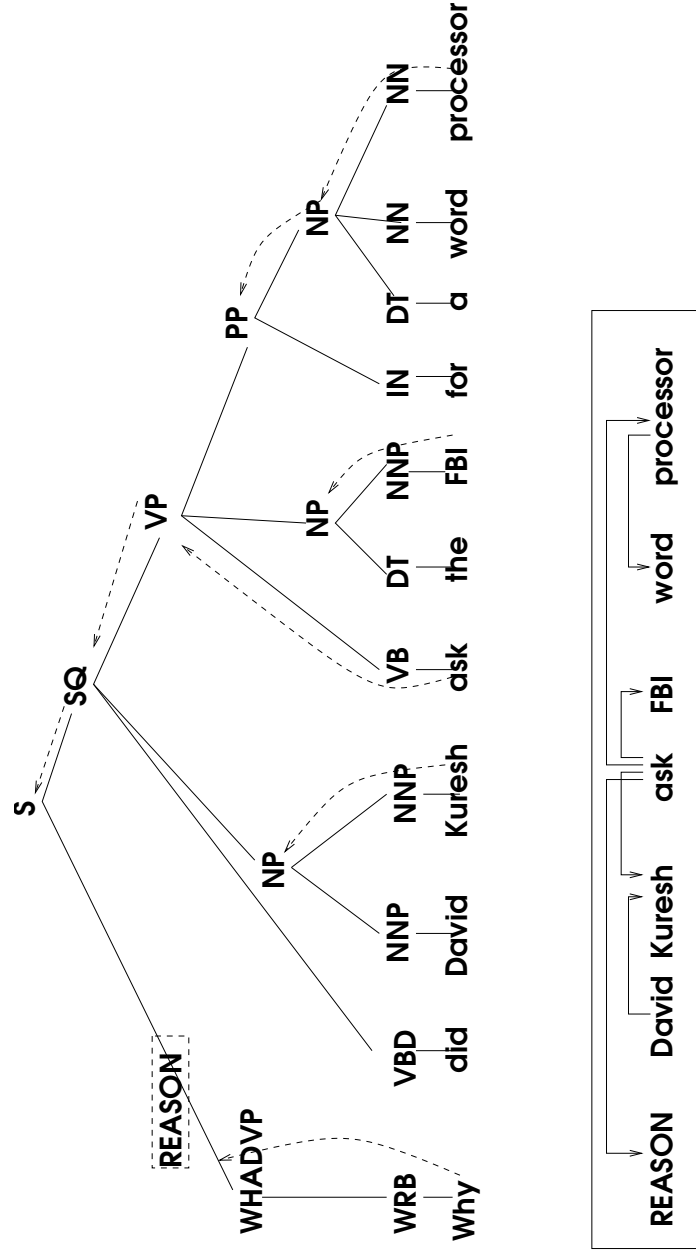 S
SQ
VP
REASON
PP
WHADVP
NP
NP
NP
WRB
VBD
NNP
NNP
VB
DT
NNP
IN
DT
NN
NN
Why did David Kuresh ask the FBI for a word processor
REASON David Kuresh ask FBI word processor